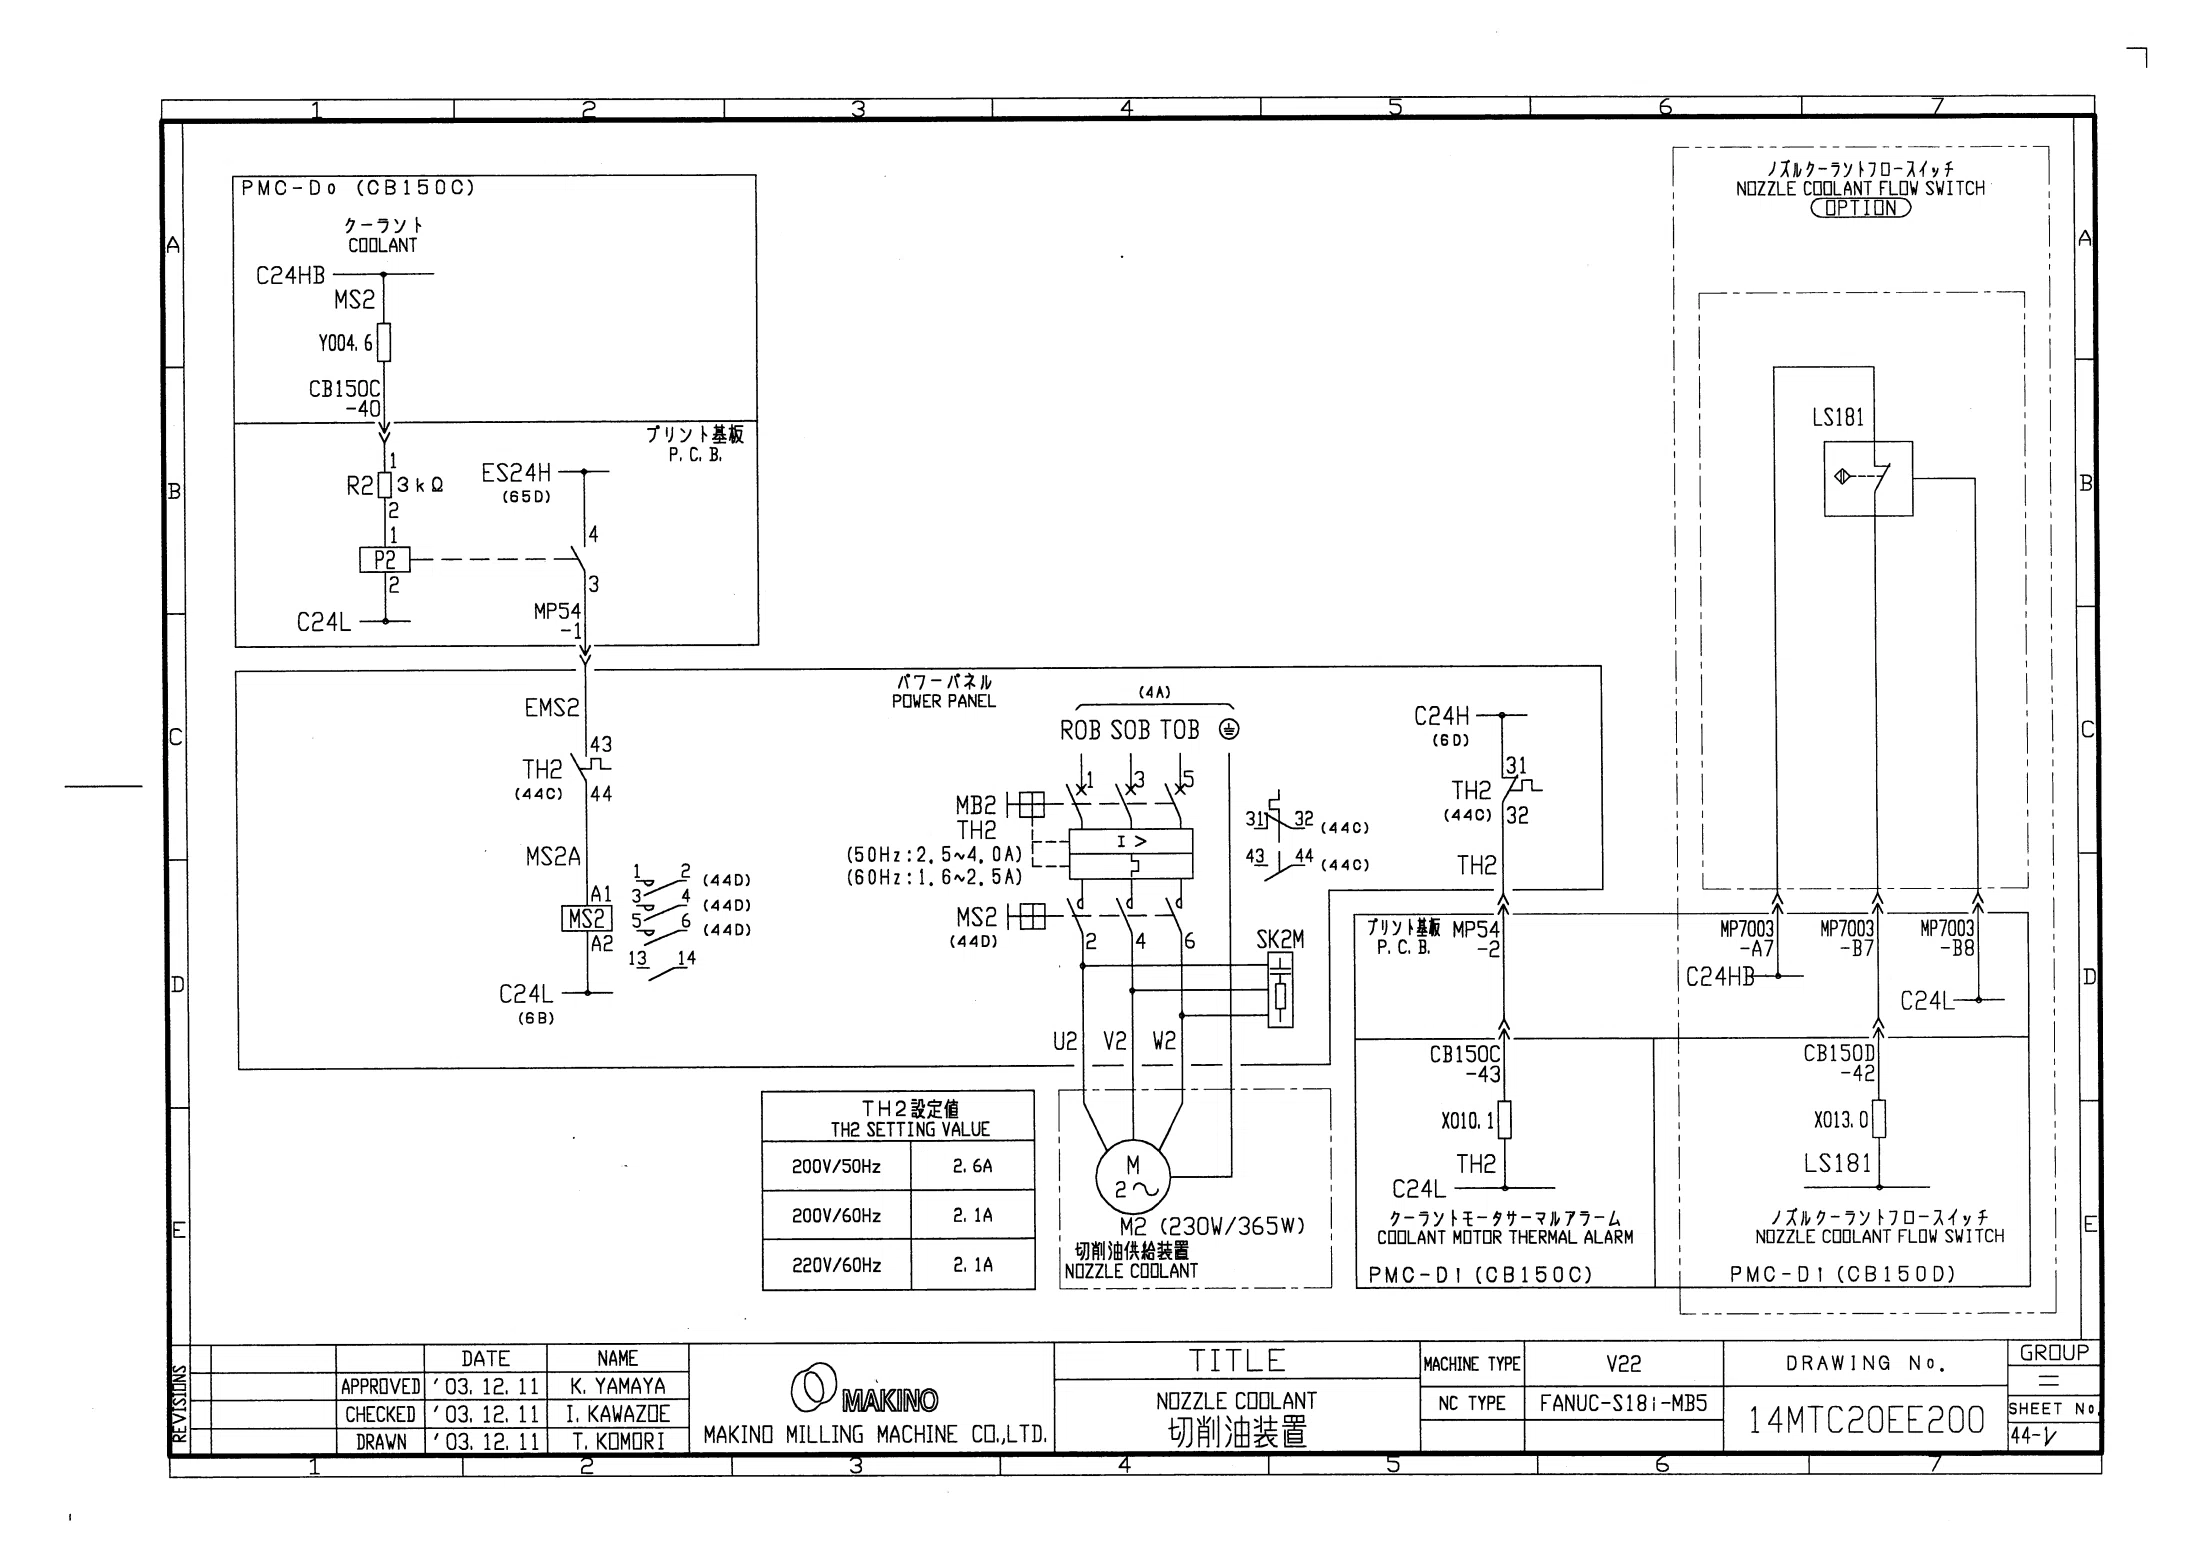 1 2 3 4 5 6 7
A
B
C
D
E
PMC-Do (CB150C)
クーラント
COOLANT
C24HB
MS2
Y004.6
CB150C
-40
プリント基板
P.C.B.
1
R2 3kΩ
2
1
P2
2
C24L
ES24H
(65D)
4
3
MP54
-1
パワーパネル
POWER PANEL
EMS2
43
TH2
(44C) 44
MS2A
A1
MS2
A2
C24L
(6B)
1 2 (44D)
3 4 (44D)
5 6 (44D)
13 14
(4A)
ROB SOB TOB
1 3 5
MB2
TH2
(50Hz:2.5~4.0A)
(60Hz:1.6~2.5A)
I >
MS2
(44D)
2 4 6
31 32 (44C)
43 44 (44C)
SK2M
U2 V2 W2
M
2~
M2 (230W/365W)
切削油供給装置
NOZZLE COOLANT
TH2設定値
TH2 SETTING VALUE
200V/50Hz 2.6A
200V/60Hz 2.1A
220V/60Hz 2.1A
C24H
(6D)
31
TH2
(44C) 32
TH2
プリント基板
P.C.B.
MP54
-2
CB150C
-43
X010.1
TH2
C24L
クーラントモータサーマルアラーム
COOLANT MOTOR THERMAL ALARM
PMC-DI (CB150C)
ノズルクーラントフロースイッチ
NOZZLE COOLANT FLOW SWITCH
OPTION
LS181
MP7003
-A7
C24HB
MP7003
-B7
MP7003
-B8
C24L
CB150D
-42
X013.0
LS181
ノズルクーラントフロースイッチ
NOZZLE COOLANT FLOW SWITCH
PMC-DI (CB150D)
A
B
C
D
E
REVISIONS
DATE NAME
APPROVED '03.12.11 K. YAMAYA
CHECKED '03.12.11 I. KAWAZOE
DRAWN '03.12.11 T. KOMORI
MAKINO
MAKINO MILLING MACHINE CO.,LTD.
TITLE
NOZZLE COOLANT
切削油装置
MACHINE TYPE V22
NC TYPE FANUC-S18i-MB5
DRAWING No.
14MTC20EE200
GROUP
=
SHEET No.
44-
1 2 3 4 5 6 7